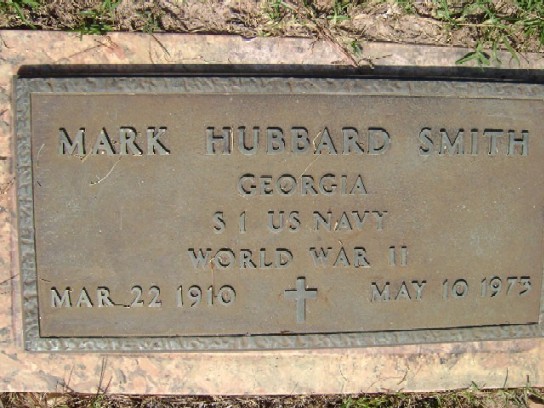 MARK HUBBARD SMITH
GEORGIA
S 1 US NAVY
WORLD WAR II
MAR 22 1910 MAY 10 1973